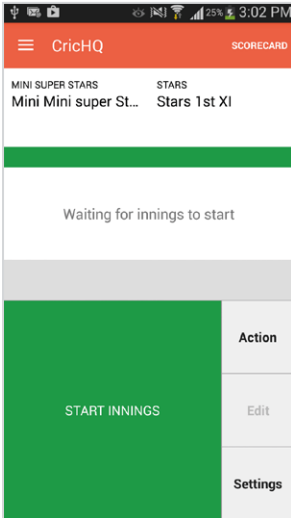 25% 3:02 PM
CricHQ SCORECARD
MINI SUPER STARS STARS
Mini Mini super St... Stars 1st XI
Waiting for innings to start
Action
START INNINGS Edit
Settings